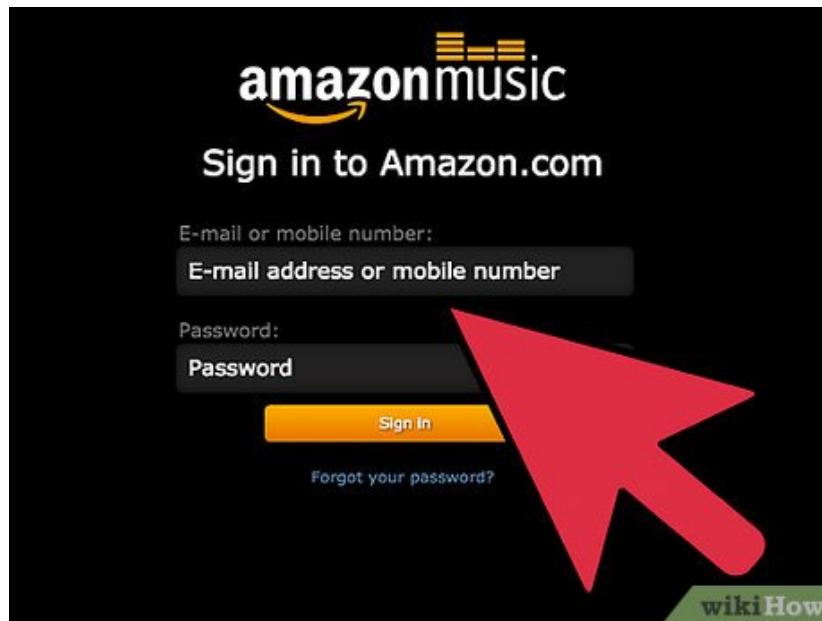 amazonmusic
Sign in to Amazon.com
E-mail or mobile number:
E-mail address or mobile number
Password:
Password
Sign in
Forgot your password?
wikiHow